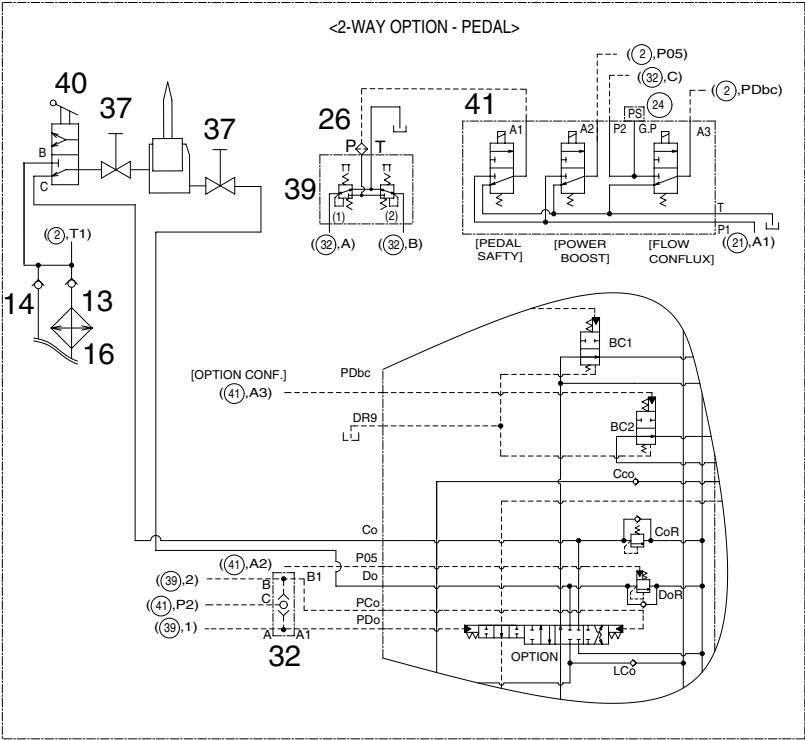 <2-WAY OPTION - PEDAL>
40
37
37
B
C
(2,T1)
14
13
16
26
P
T
39
(1)
(2)
(32,A)
(32,B)
41
(2,P05)
(32,C)
(2,PDbc)
PS
24
A1
A2
P2
G.P
A3
T
P1
(21,A1)
[PEDAL
SAFTY]
[POWER
BOOST]
[FLOW
CONFLUX]
BC1
PDbc
[OPTION CONF.]
(41,A3)
DR9
BC2
Cco
Co
CoR
P05
(41,A2)
Do
DoR
(39,2)
B
B1
C
(41,P2)
PCo
PDo
(39,1)
A
A1
32
OPTION
LCo